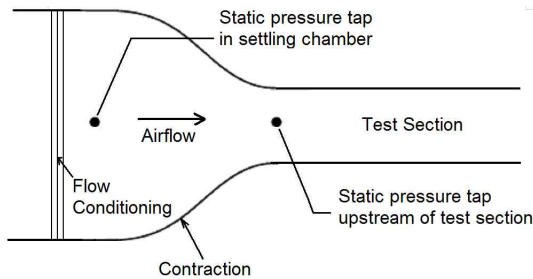 Static pressure tap
in settling chamber
Airflow
Test Section
Flow
Conditioning
Static pressure tap
upstream of test section
Contraction